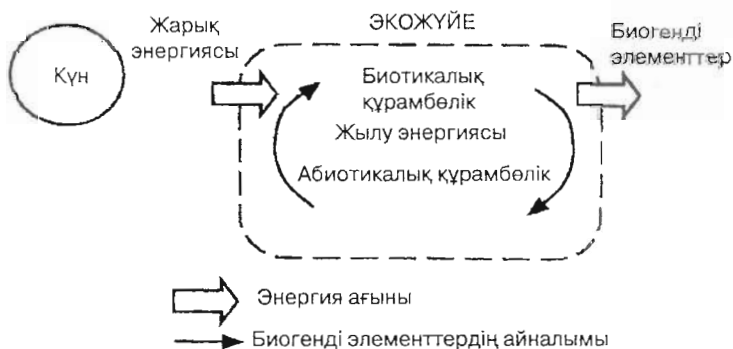 Күн
Жарық
энергиясы
ЭКОЖҮЙЕ
Биотикалық
құрамбөлік
Жылу энергиясы
Абиотикалық құрамбөлік
Биогенді
элементтер
Энергия ағыны
Биогенді элементтердің айналымы